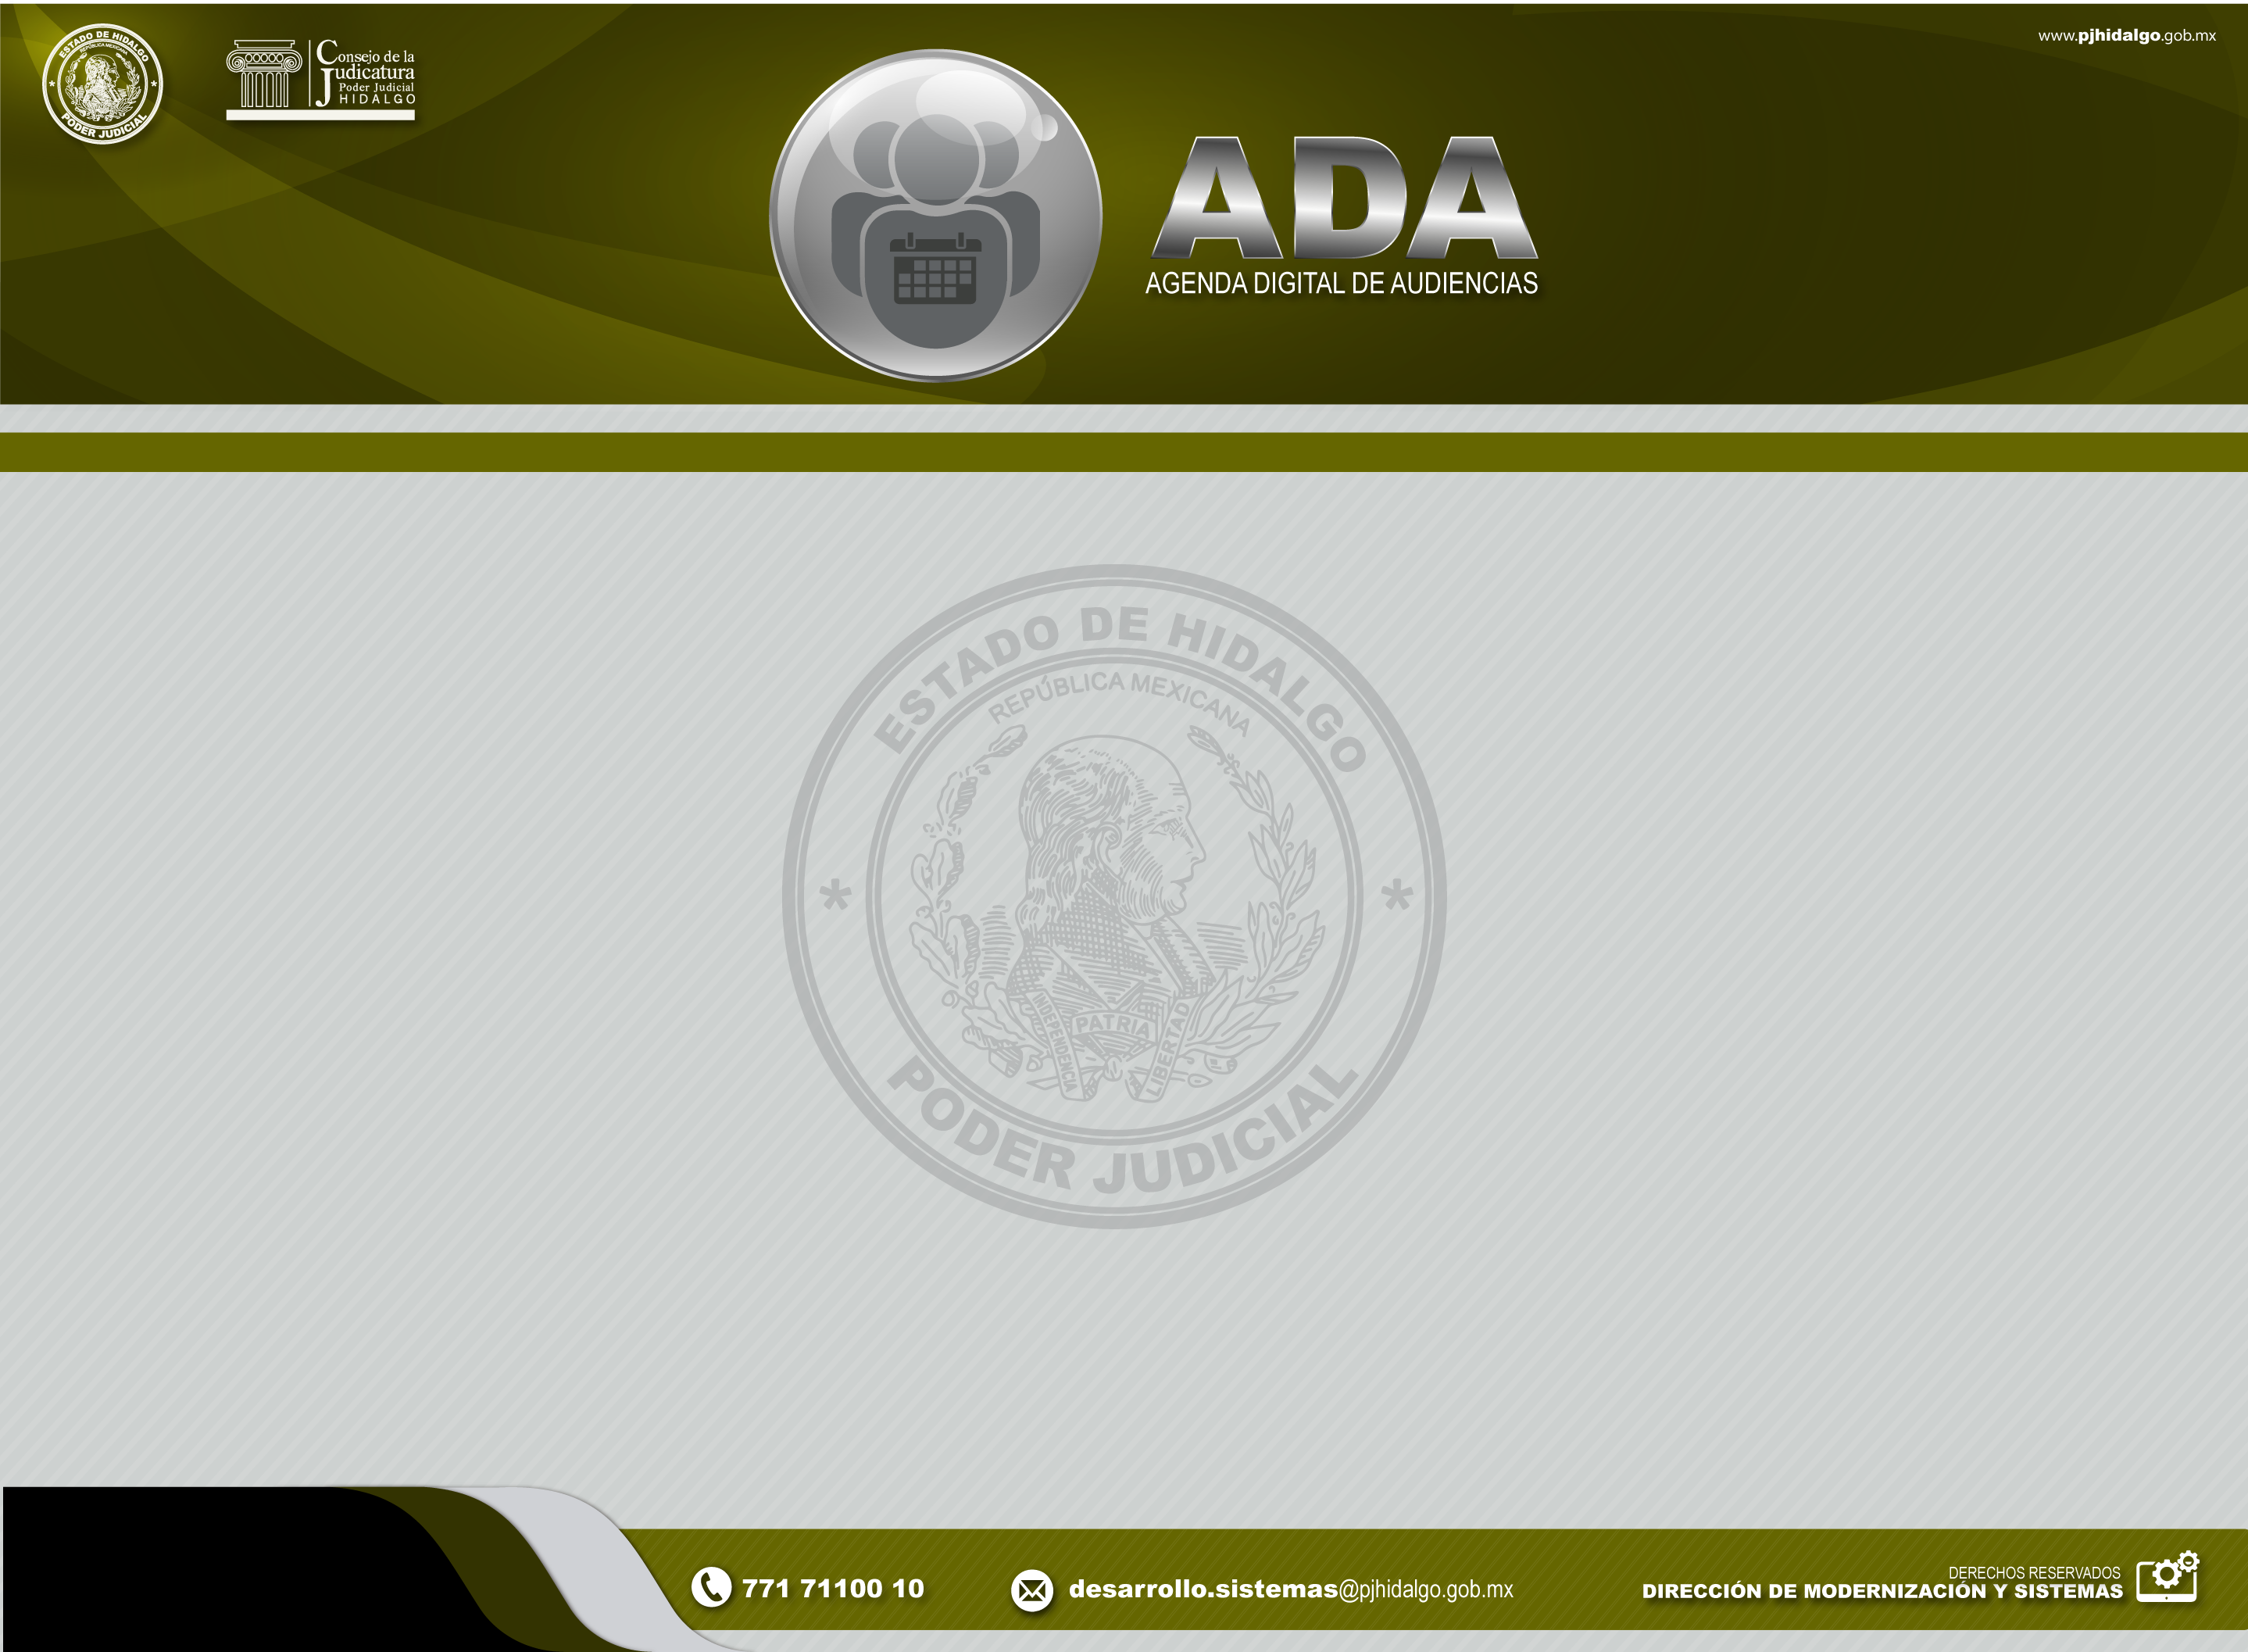 ESTADO DE HIDALGO
REPÚBLICA MEXICANA
PODER JUDICIAL
Consejo de la
Judicatura
Poder Judicial
HIDALGO
www.pjhidalgo.gob.mx
ADA
AGENDA DIGITAL DE AUDIENCIAS
ESTADO DE HIDALGO
REPÚBLICA MEXICANA
INDEPENDENCIA
PATRIA
LIBERTAD
PODER JUDICIAL
771 71100 10
desarrollo.sistemas@pjhidalgo.gob.mx
DERECHOS RESERVADOS
DIRECCIÓN DE MODERNIZACIÓN Y SISTEMAS